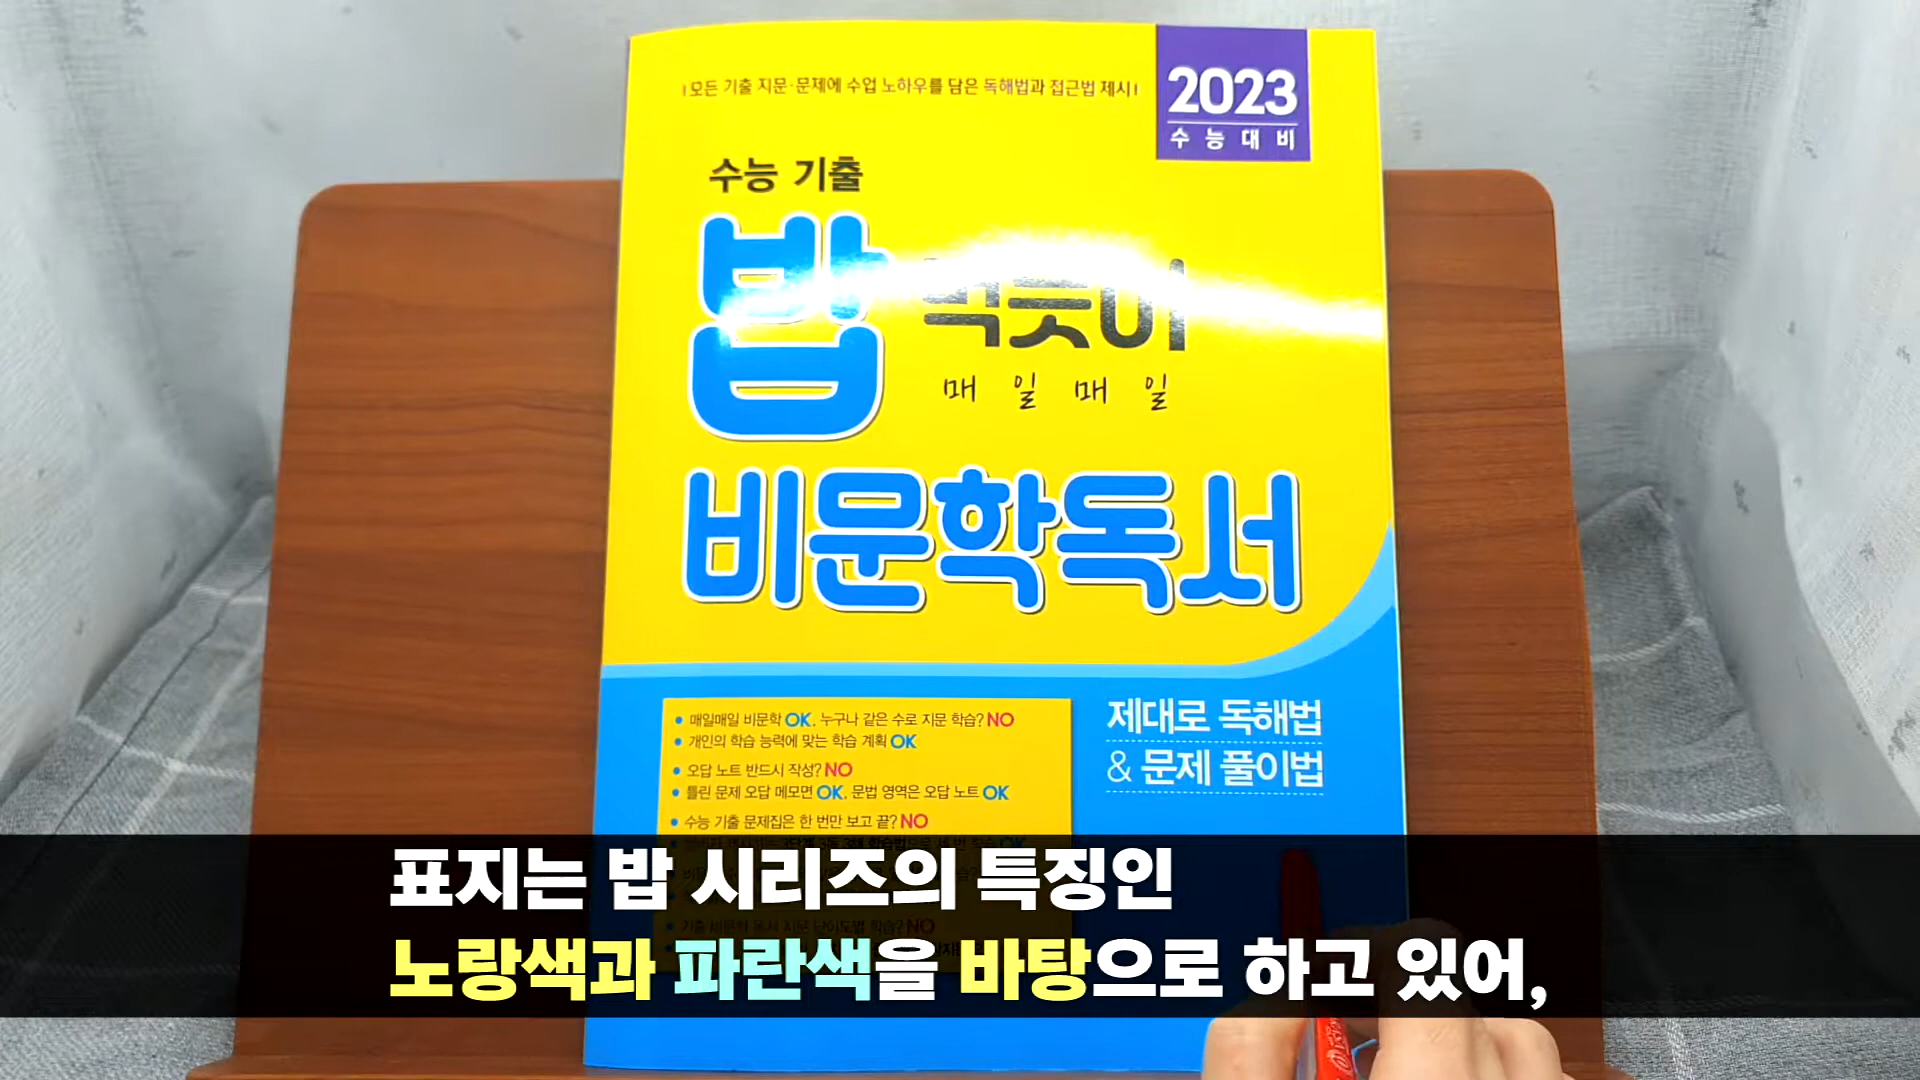 모든 기출 지문·문제에 수업 노하우를 담은 독해법과 접근법 제시
2023
수능대비
수능 기출
밥
먹듯이
매일매일
비문학독서
매일매일 비문학 OK, 누구나 같은 수로 지문 학습? NO
개인의 학습 능력에 맞는 학습 계획 OK
오답 노트 반드시 작성? NO
틀린 문제 오답 메모면 OK, 문법 영역은 오답 노트 OK
수능 기출 문제집은 한 번만 보고 끝? NO
제대로 독해법
& 문제 풀이법
표지는 밥 시리즈의 특징인
노랑색과 파란색을 바탕으로 하고 있어,